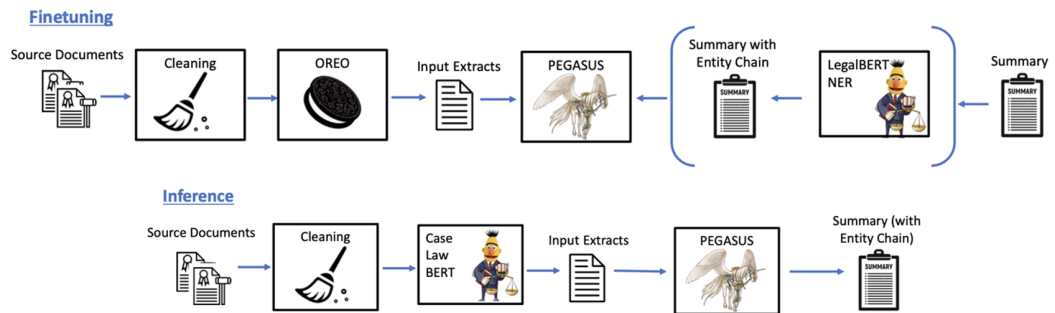 Finetuning
Source Documents
Cleaning
OREO
Input Extracts
PEGASUS
Summary with
Entity Chain
SUMMARY
LegalBERT
NER
Summary
SUMMARY
Inference
Source Documents
Cleaning
Case
Law
BERT
Input Extracts
PEGASUS
Summary (with
Entity Chain)
SUMMARY